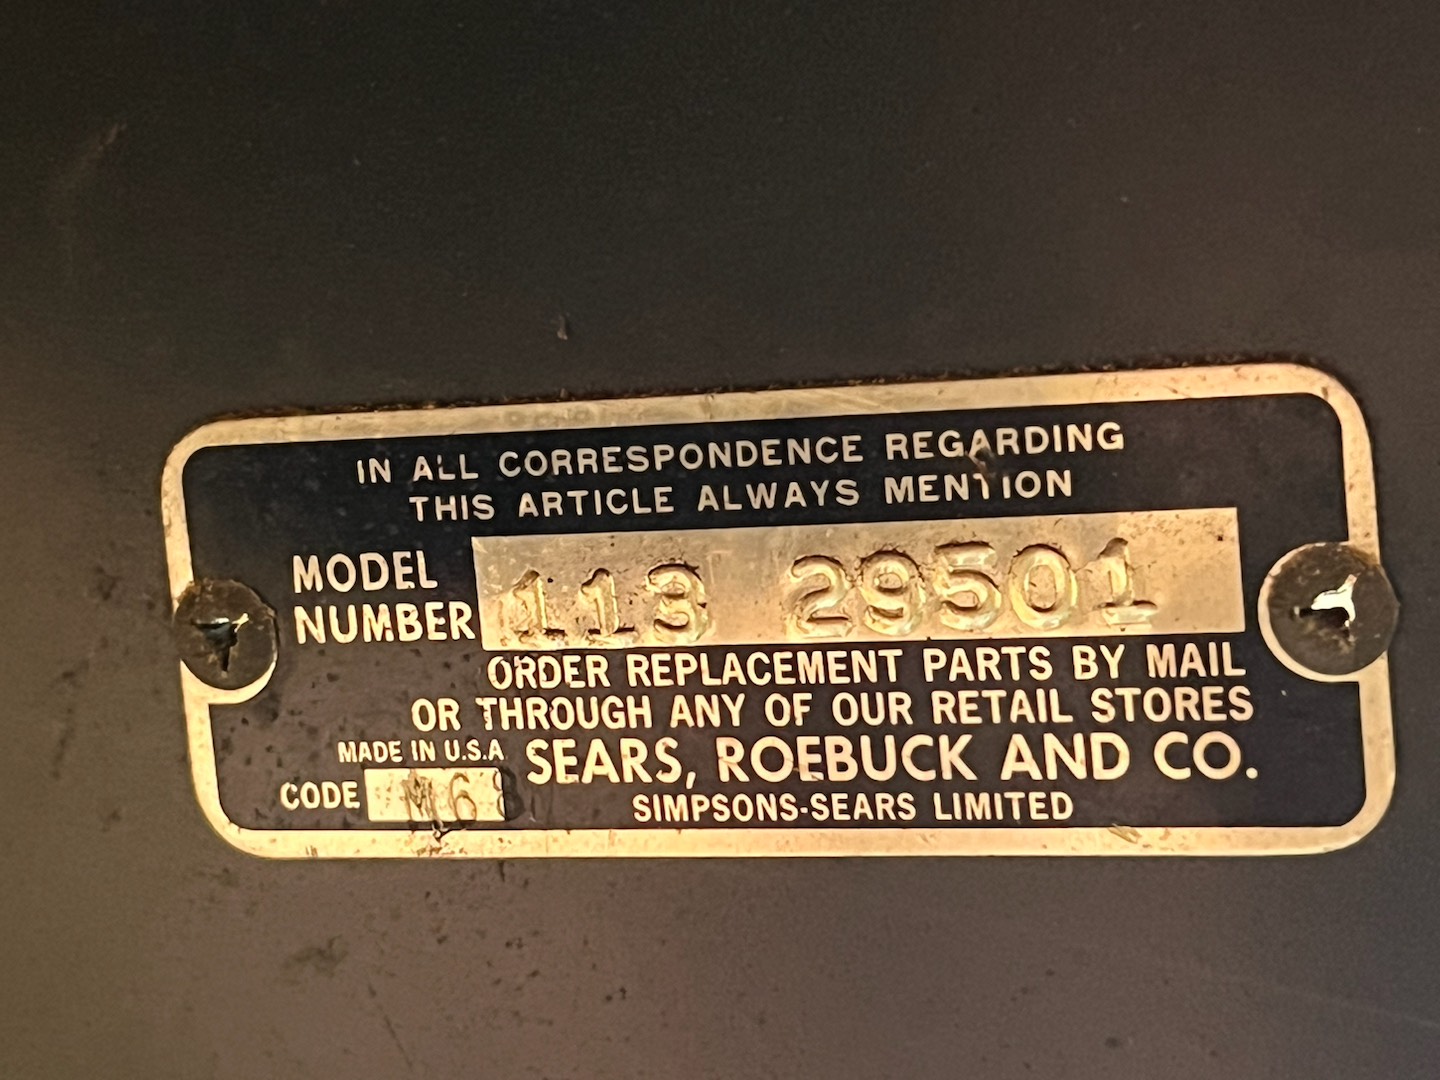 IN ALL CORRESPONDENCE REGARDING
THIS ARTICLE ALWAYS MENTION
MODEL
NUMBER 113 29501
ORDER REPLACEMENT PARTS BY MAIL
OR THROUGH ANY OF OUR RETAIL STORES
MADE IN U.S.A. SEARS, ROEBUCK AND CO.
CODE SIMPSONS-SEARS LIMITED